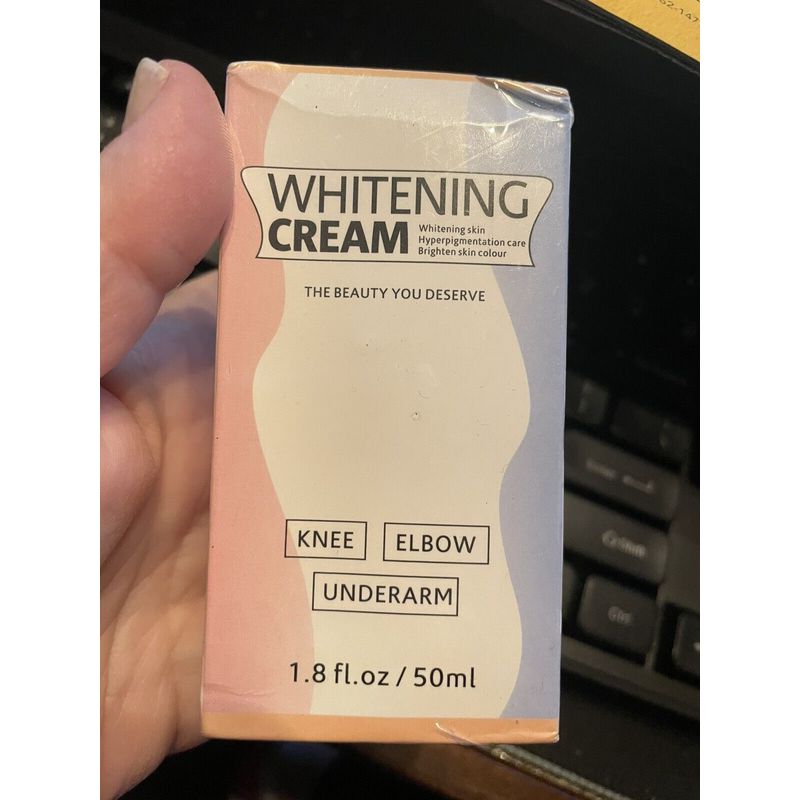 WHITENING
CREAM
Whitening skin
Hyperpigmentation care
Brighten skin colour
THE BEAUTY YOU DESERVE
KNEE
ELBOW
UNDERARM
1.8 fl.oz / 50ml